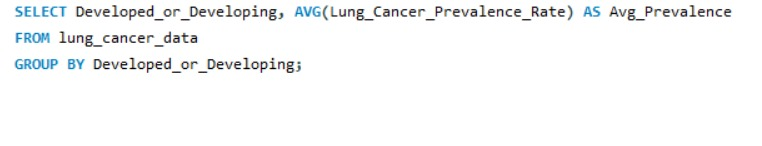 SELECT Developed_or_Developing, AVG(Lung_Cancer_Prevalence_Rate) AS Avg_Prevalence
FROM lung_cancer_data
GROUP BY Developed_or_Developing;